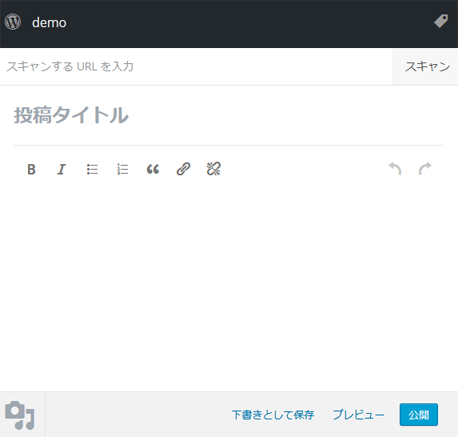 demo
スキャンする URL を入力
スキャン
投稿タイトル
B I
下書きとして保存 プレビュー 公開